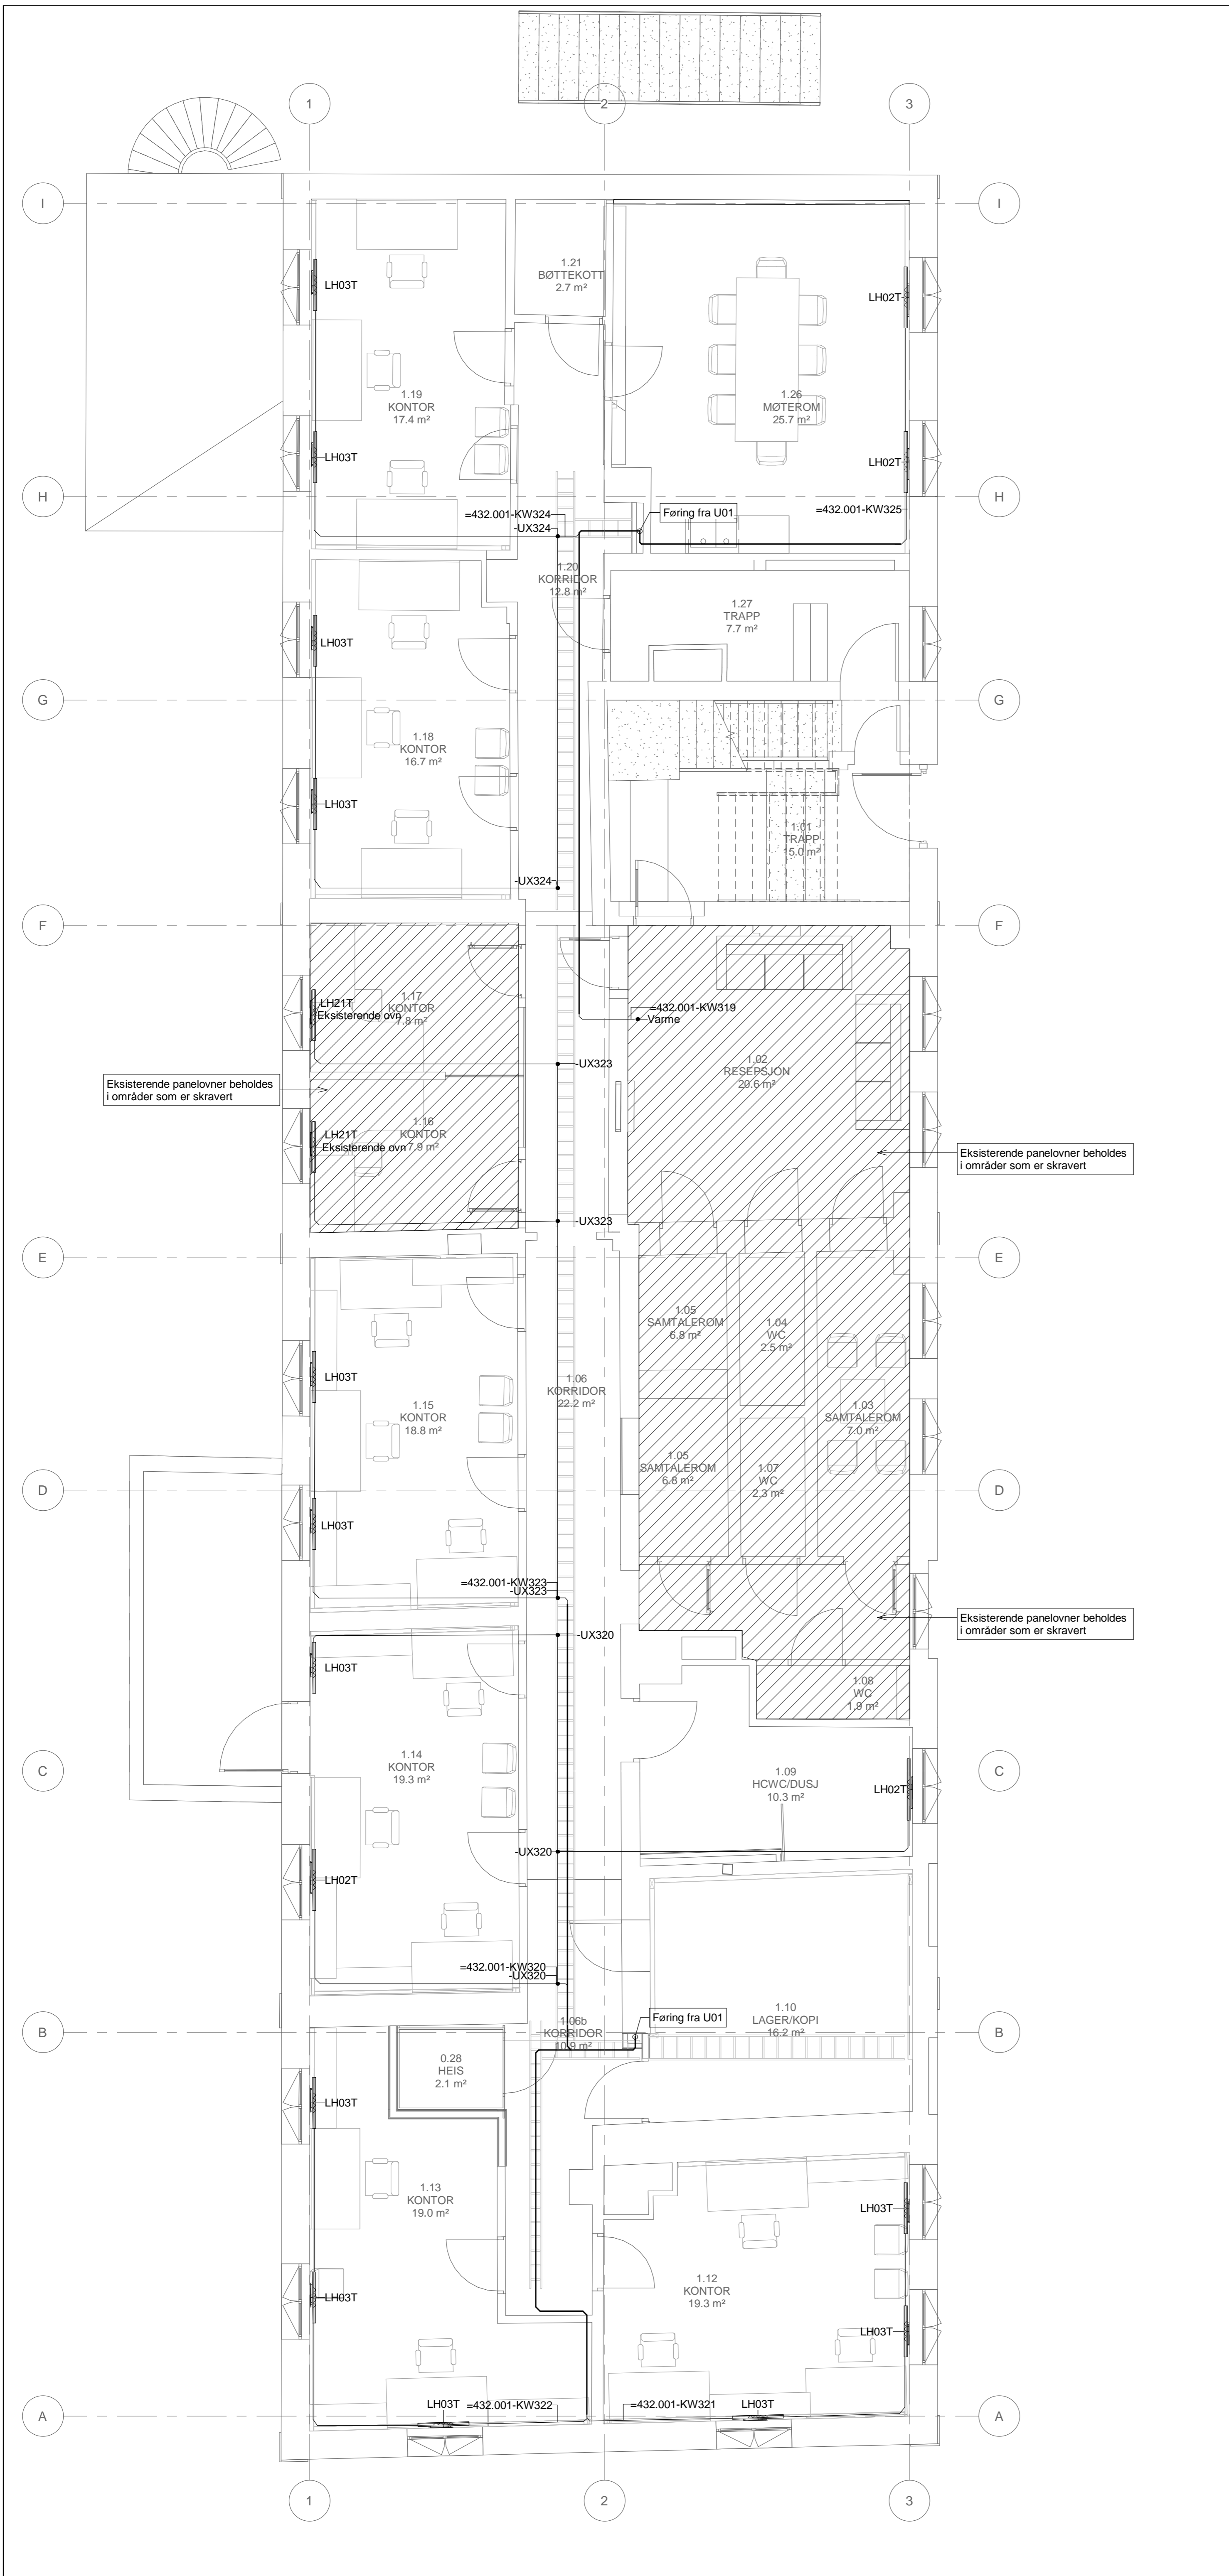 1
2
3
I
I
1.21
BØTTEKOTT
2.7 m²
LH03T
LH02T
1.19
KONTOR
17.4 m²
1.26
MØTEROM
25.7 m²
LH03T
LH02T
H
H
=432.001-KW324
-UX324
Føring fra U01
=432.001-KW325
1.20
KORRIDOR
12.8 m²
1.27
TRAPP
7.7 m²
LH03T
G
G
1.18
KONTOR
16.7 m²
LH03T
1.01
TRAPP
15.0 m²
-UX324
F
F
1.17
KONTOR
7.8 m²
LH21T
Eksisterende ovn
=432.001-KW319
Varme
-UX323
1.02
RESEPSJON
20.6 m²
Eksisterende panelovner beholdes
i områder som er skravert
1.16
KONTOR
7.9 m²
LH21T
Eksisterende ovn
Eksisterende panelovner beholdes
i områder som er skravert
-UX323
E
E
1.05
SAMTALEROM
6.8 m²
1.04
WC
2.5 m²
LH03T
1.06
KORRIDOR
22.2 m²
1.15
KONTOR
18.8 m²
1.03
SAMTALEROM
7.0 m²
1.05
SAMTALEROM
6.8 m²
1.07
WC
2.3 m²
D
D
LH03T
=432.001-KW323
-UX323
Eksisterende panelovner beholdes
i områder som er skravert
-UX320
LH03T
1.08
WC
1.9 m²
1.14
KONTOR
19.3 m²
C
C
1.09
HCWC/DUSJ
10.3 m²
LH02T
-UX320
LH02T
=432.001-KW320
-UX320
Føring fra U01
1.10
LAGER/KOPI
16.2 m²
1.06b
KORRIDOR
10.9 m²
B
B
0.28
HEIS
2.1 m²
LH03T
1.13
KONTOR
19.0 m²
LH03T
LH03T
1.12
KONTOR
19.3 m²
LH03T
LH03T
=432.001-KW322
=432.001-KW321
LH03T
A
A
1
2
3